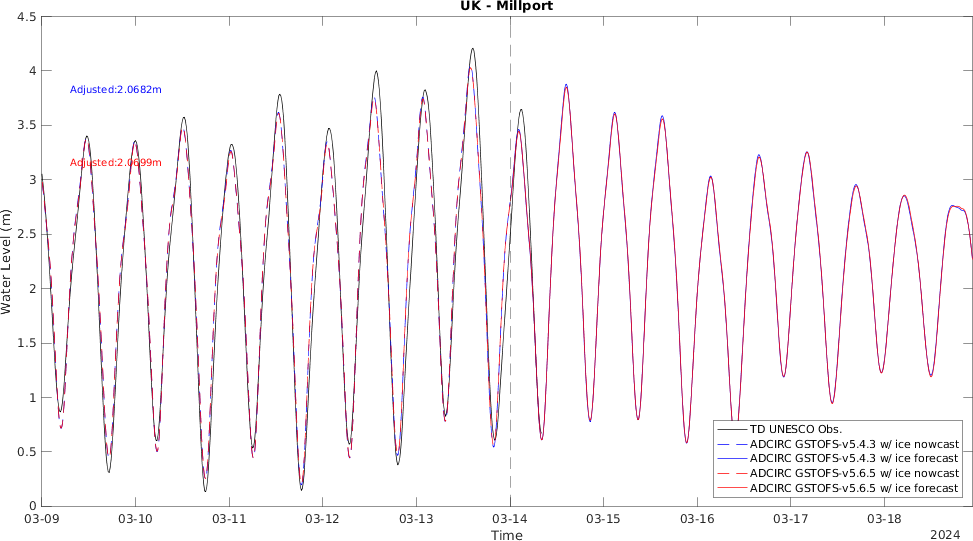 UK - Millport
4.5
4
3.5
3
2.5
2
1.5
1
0.5
0
Water Level (m)
Adjusted:2.0682m
Adjusted:2.0699m
TD UNESCO Obs.
ADCIRC GSTOFS-v5.4.3 w/ ice nowcast
ADCIRC GSTOFS-v5.4.3 w/ ice forecast
ADCIRC GSTOFS-v5.6.5 w/ ice nowcast
ADCIRC GSTOFS-v5.6.5 w/ ice forecast
03-09 03-10 03-11 03-12 03-13 03-14 03-15 03-16 03-17 03-18
Time
2024